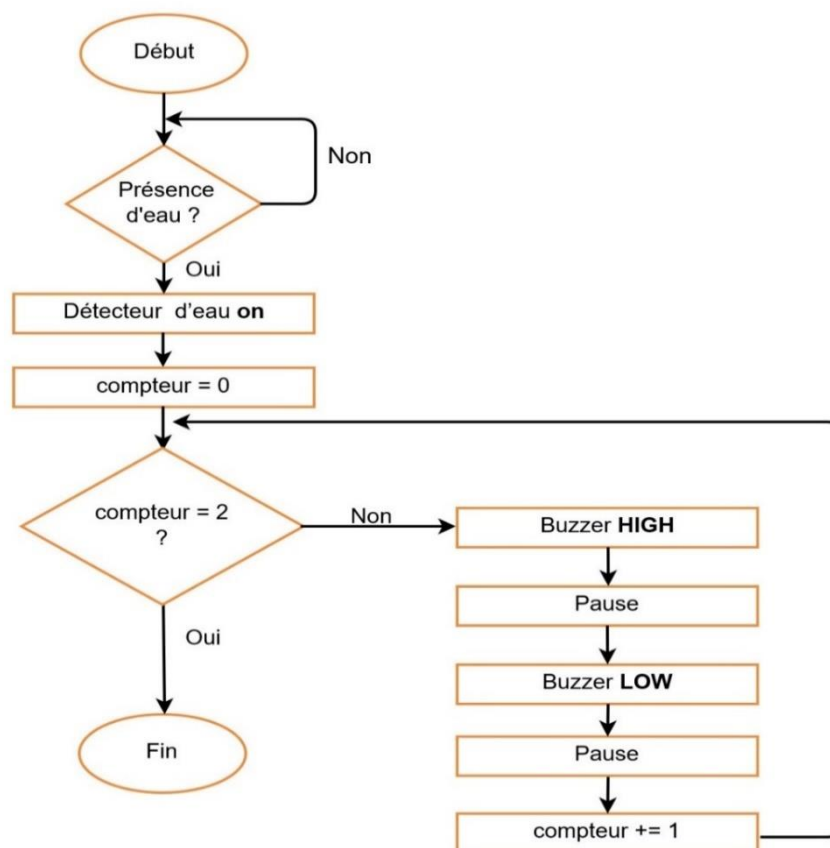 Début
Non
Présence
d'eau ?
Oui
Détecteur d’eau on
compteur = 0
compteur = 2
?
Non
Buzzer HIGH
Pause
Buzzer LOW
Pause
compteur += 1
Oui
Fin